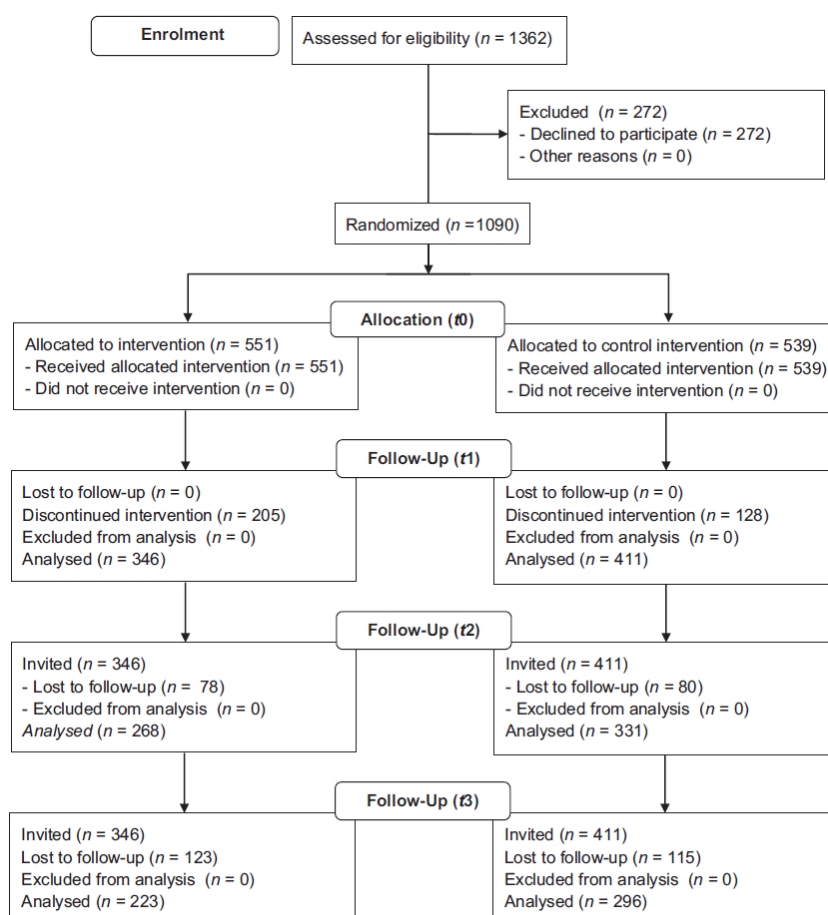 Enrolment
Assessed for eligibility (n = 1362)
Excluded (n = 272)
- Declined to participate (n = 272)
- Other reasons (n = 0)
Randomized (n =1090)
Allocation (t0)
Allocated to intervention (n = 551)
- Received allocated intervention (n = 551)
- Did not receive intervention (n = 0)
Allocated to control intervention (n = 539)
- Received allocated intervention (n = 539)
- Did not receive intervention (n = 0)
Follow-Up (t1)
Lost to follow-up (n = 0)
Discontinued intervention (n = 205)
Excluded from analysis (n = 0)
Analysed (n = 346)
Lost to follow-up (n = 0)
Discontinued intervention (n = 128)
Excluded from analysis (n = 0)
Analysed (n = 411)
Follow-Up (t2)
Invited (n = 346)
- Lost to follow-up (n = 78)
- Excluded from analysis (n = 0)
Analysed (n = 268)
Invited (n = 411)
- Lost to follow-up (n = 80)
- Excluded from analysis (n = 0)
Analysed (n = 331)
Follow-Up (t3)
Invited (n = 346)
Lost to follow-up (n = 123)
Excluded from analysis (n = 0)
Analysed (n = 223)
Invited (n = 411)
Lost to follow-up (n = 115)
Excluded from analysis (n = 0)
Analysed (n = 296)